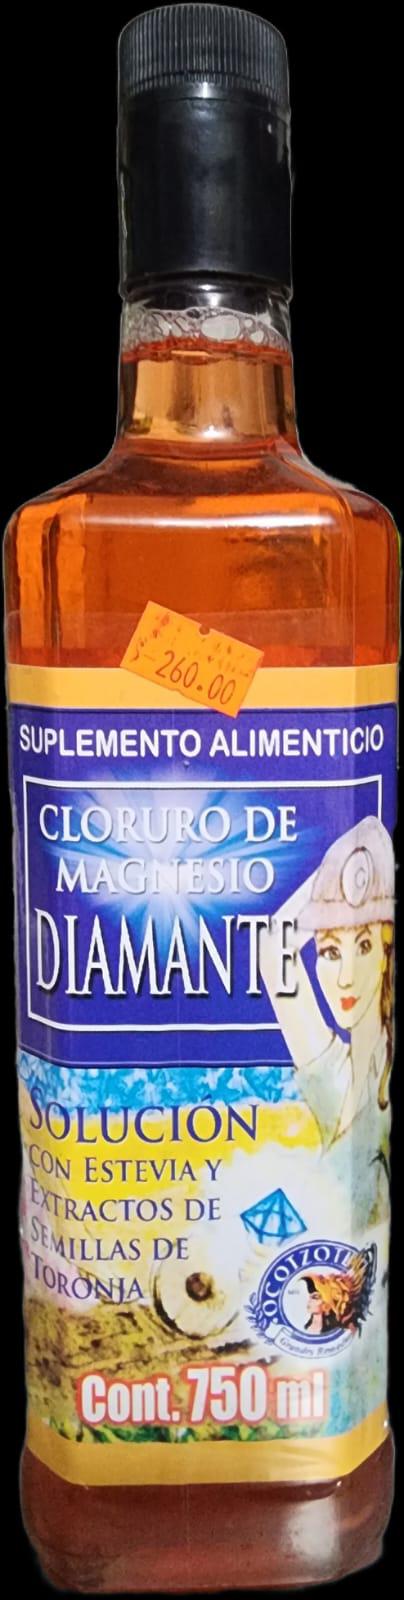 $-260.00
SUPLEMENTO ALIMENTICIO
CLORURO DE
MAGNESIO
DIAMANTE
SOLUCIÓN
CON ESTEVIA Y
EXTRACTOS DE
SEMILLAS DE
TORONJA
Grandes
Cont. 750 ml